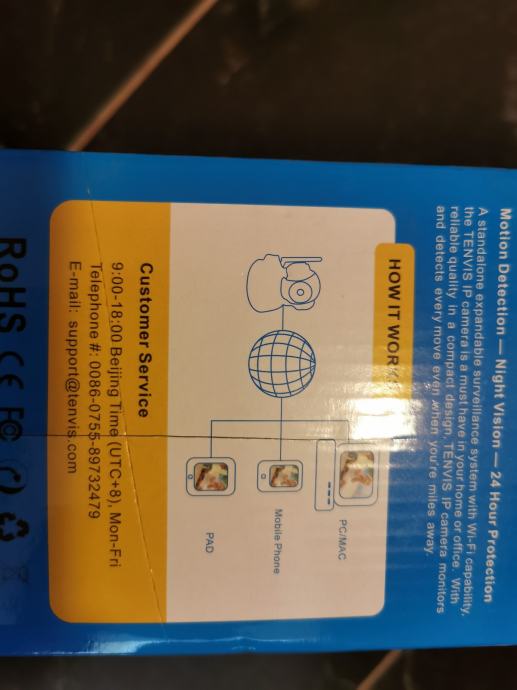 Motion Detection — Night Vision — 24 Hour Protection
A standalone expandable surveillance system with Wi-Fi capability,
the TENVIS IP camera is a must have in your home or office. With
reliable quality in a compact design, TENVIS IP camera monitors
and detects every move even when you're miles away.
HOW IT WORKS
PC/MAC
Mobile Phone
PAD
Customer Service
9:00-18:00 Beijing Time (UTC+8), Mon-Fri
Telephone #: 0086-0755-89732479
E-mail: support@tenvis.com
RoHS CE FC